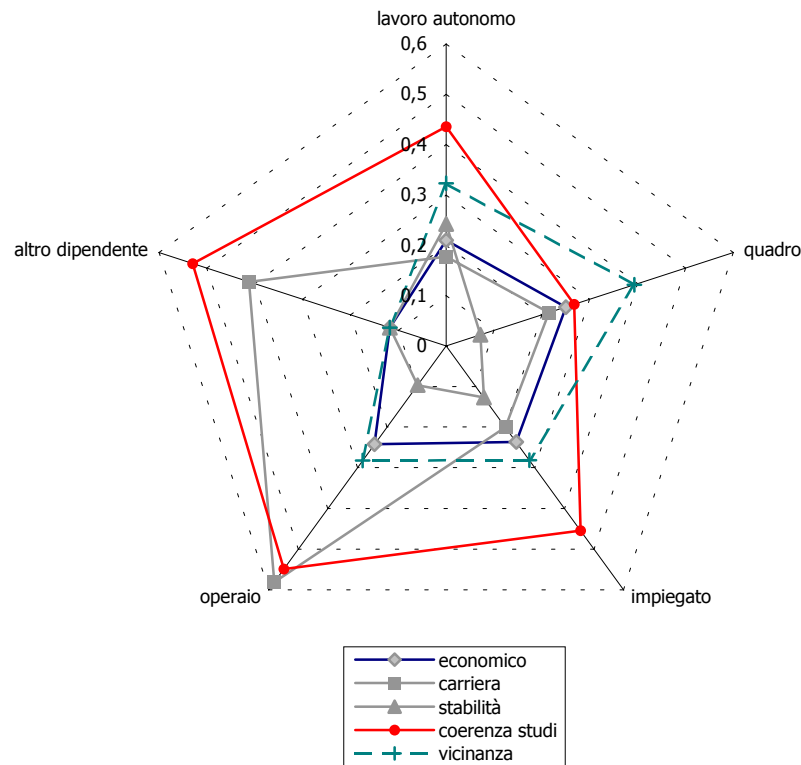 lavoro autonomo
0,6
0,5
0,4
0,3
0,2
0,1
0
altro dipendente
quadro
operaio
impiegato
economico
carriera
stabilità
coerenza studi
vicinanza